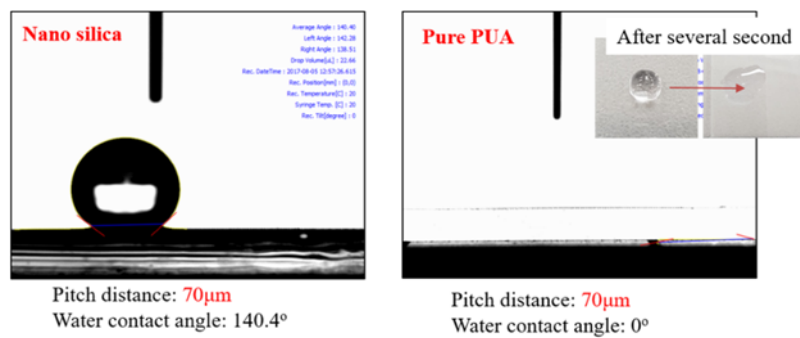 Nano silica
Average Angle : 140.40
Left Angle : 142.28
Right Angle : 138.51
Drop Volume[uL] : 22.66
Rec. DateTime : 2017-08-05 12:57:26.615
Rec. Position[mm] : (0,0)
Rec. Temperature[C] : 20
Syringe Temp. [C] : 20
Rec. Tilt[degree] : 0
Pitch distance: 70μm
Water contact angle: 140.4º
Pure PUA
After several second
Pitch distance: 70μm
Water contact angle: 0º